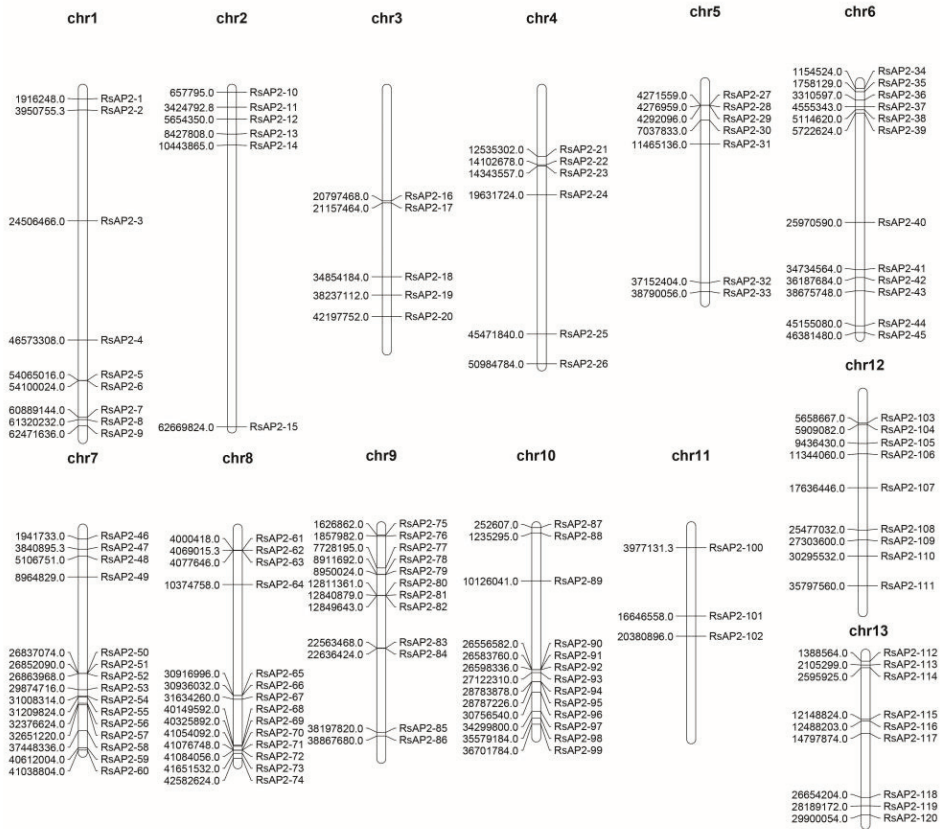 chr1
1916248.0 RsAP2-1
3950755.3 RsAP2-2
24506466.0 RsAP2-3
46573308.0 RsAP2-4
54065016.0 RsAP2-5
54100024.0 RsAP2-6
60889144.0 RsAP2-7
61320232.0 RsAP2-8
62471636.0 RsAP2-9
chr2
657795.0 RsAP2-10
3424792.8 RsAP2-11
5654350.0 RsAP2-12
8427808.0 RsAP2-13
10443865.0 RsAP2-14
62669824.0 RsAP2-15
chr3
20797468.0 RsAP2-16
21157464.0 RsAP2-17
34854184.0 RsAP2-18
38237112.0 RsAP2-19
42197752.0 RsAP2-20
chr4
12535302.0 RsAP2-21
14102678.0 RsAP2-22
14343557.0 RsAP2-23
19631724.0 RsAP2-24
45471840.0 RsAP2-25
50984784.0 RsAP2-26
chr5
4271559.0 RsAP2-27
4276959.0 RsAP2-28
4292096.0 RsAP2-29
7037833.0 RsAP2-30
11465136.0 RsAP2-31
37152404.0 RsAP2-32
38790056.0 RsAP2-33
chr6
1154524.0 RsAP2-34
1758129.0 RsAP2-35
3310597.0 RsAP2-36
4555343.0 RsAP2-37
5114620.0 RsAP2-38
5722624.0 RsAP2-39
25970590.0 RsAP2-40
34734564.0 RsAP2-41
36187684.0 RsAP2-42
38675748.0 RsAP2-43
45155080.0 RsAP2-44
46381480.0 RsAP2-45
chr7
1941733.0 RsAP2-46
3840895.3 RsAP2-47
5106751.0 RsAP2-48
8964829.0 RsAP2-49
26837074.0 RsAP2-50
26852090.0 RsAP2-51
26863968.0 RsAP2-52
29874716.0 RsAP2-53
31008314.0 RsAP2-54
31209824.0 RsAP2-55
32376624.0 RsAP2-56
32651220.0 RsAP2-57
37448336.0 RsAP2-58
40612004.0 RsAP2-59
41038804.0 RsAP2-60
chr8
4000418.0 RsAP2-61
4069015.3 RsAP2-62
4077646.0 RsAP2-63
10374758.0 RsAP2-64
30916996.0 RsAP2-65
30936032.0 RsAP2-66
31634260.0 RsAP2-67
40149592.0 RsAP2-68
40325892.0 RsAP2-69
41054092.0 RsAP2-70
41076748.0 RsAP2-71
41084056.0 RsAP2-72
41651532.0 RsAP2-73
42582624.0 RsAP2-74
chr9
1626862.0 RsAP2-75
1857982.0 RsAP2-76
7728195.0 RsAP2-77
8911692.0 RsAP2-78
8950024.0 RsAP2-79
12811361.0 RsAP2-80
12840879.0 RsAP2-81
12849643.0 RsAP2-82
22563468.0 RsAP2-83
22636424.0 RsAP2-84
38197820.0 RsAP2-85
38867680.0 RsAP2-86
chr10
252607.0 RsAP2-87
1235295.0 RsAP2-88
10126041.0 RsAP2-89
26556582.0 RsAP2-90
26583760.0 RsAP2-91
26598336.0 RsAP2-92
27122310.0 RsAP2-93
28783878.0 RsAP2-94
28787226.0 RsAP2-95
30756540.0 RsAP2-96
34299800.0 RsAP2-97
35579184.0 RsAP2-98
36701784.0 RsAP2-99
chr11
3977131.3 RsAP2-100
16646558.0 RsAP2-101
20380896.0 RsAP2-102
chr12
5658667.0 RsAP2-103
5909082.0 RsAP2-104
9436430.0 RsAP2-105
11344060.0 RsAP2-106
17636446.0 RsAP2-107
25477032.0 RsAP2-108
27303600.0 RsAP2-109
30295532.0 RsAP2-110
35797560.0 RsAP2-111
chr13
1388564.0 RsAP2-112
2105299.0 RsAP2-113
2595925.0 RsAP2-114
12148824.0 RsAP2-115
12488203.0 RsAP2-116
14797874.0 RsAP2-117
26654204.0 RsAP2-118
28189172.0 RsAP2-119
29900054.0 RsAP2-120